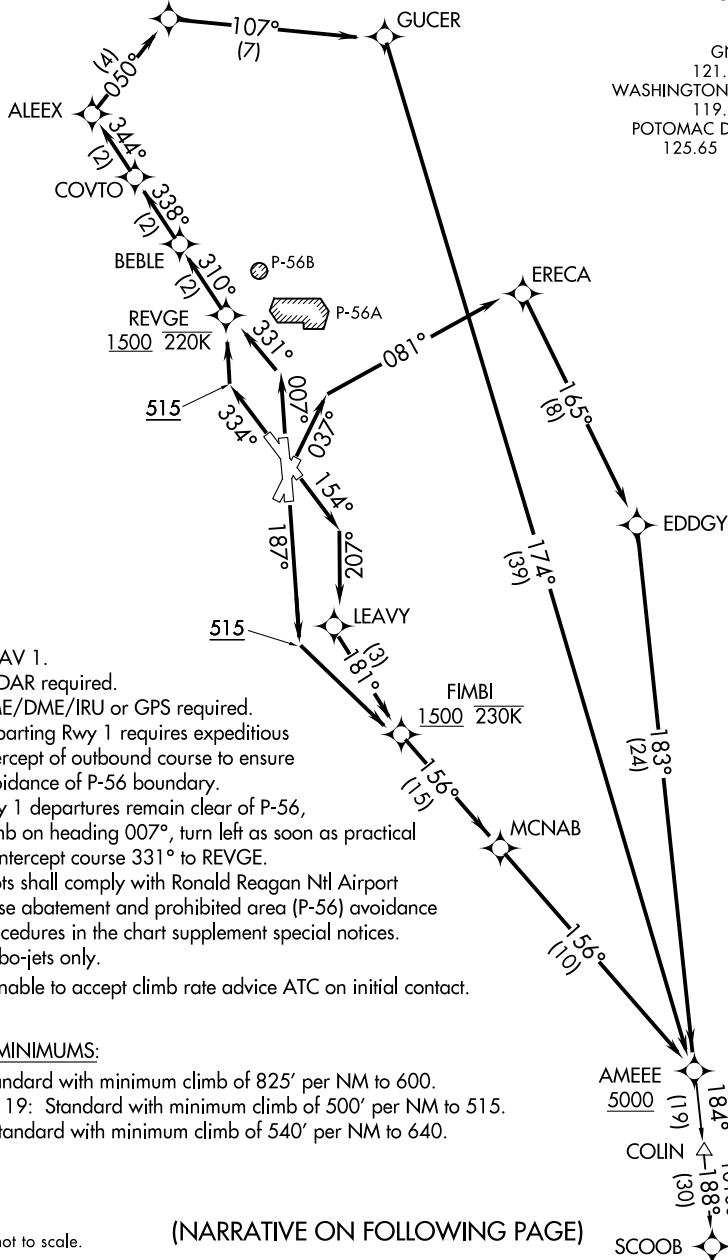 107°
(7)
GUCER
(4)
050°
ALEEX
344°
(2)
COVTO
338°
(2)
BEBLE
310°
(2)
P-56B
P-56A
REVGE
1500 220K
331°
515
334°
007°
037°
081°
ERECA
165°
(8)
EDDGY
154°
187°
207°
174°
(39)
515
LEAVY
(3)
181°
FIMBI
1500 230K
156°
(15)
MCNAB
183°
(24)
156°
(10)
AMEEE
5000
184°
(19)
COLIN
188°
(30)
SCOOB
121.
WASHINGTON
119.
POTOMAC D
125.65
AV 1.
DAR required.
ME/DME/IRU or GPS required.
parting Rwy 1 requires expeditious
ercept of outbound course to ensure
oidance of P-56 boundary.
y 1 departures remain clear of P-56,
mb on heading 007°, turn left as soon as practical
ntercept course 331° to REVGE.
ots shall comply with Ronald Reagan Ntl Airport
se abatement and prohibited area (P-56) avoidance
cedures in the chart supplement special notices.
bo-jets only.
nable to accept climb rate advice ATC on initial contact.
MINIMUMS:
andard with minimum climb of 825' per NM to 600.
19: Standard with minimum climb of 500' per NM to 515.
tandard with minimum climb of 540' per NM to 640.
not to scale.
(NARRATIVE ON FOLLOWING PAGE)